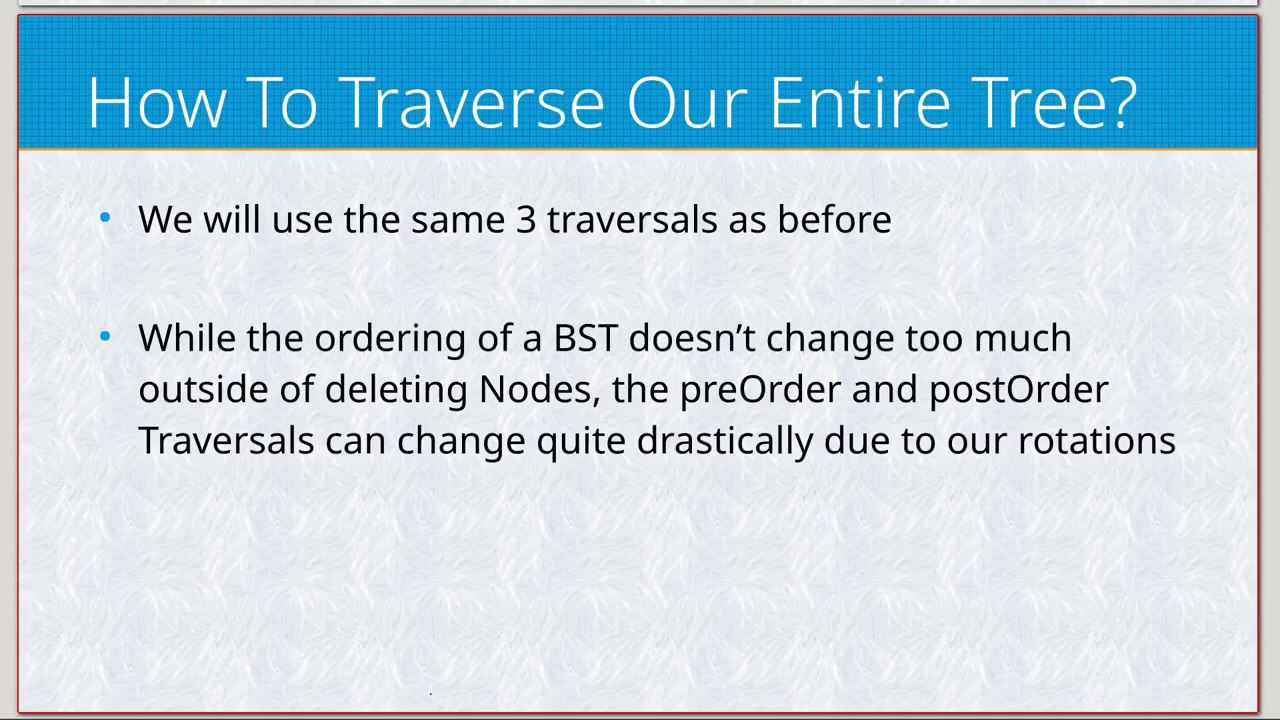 How To Traverse Our Entire Tree?
• We will use the same 3 traversals as before
• While the ordering of a BST doesn’t change too much
outside of deleting Nodes, the preOrder and postOrder
Traversals can change quite drastically due to our rotations